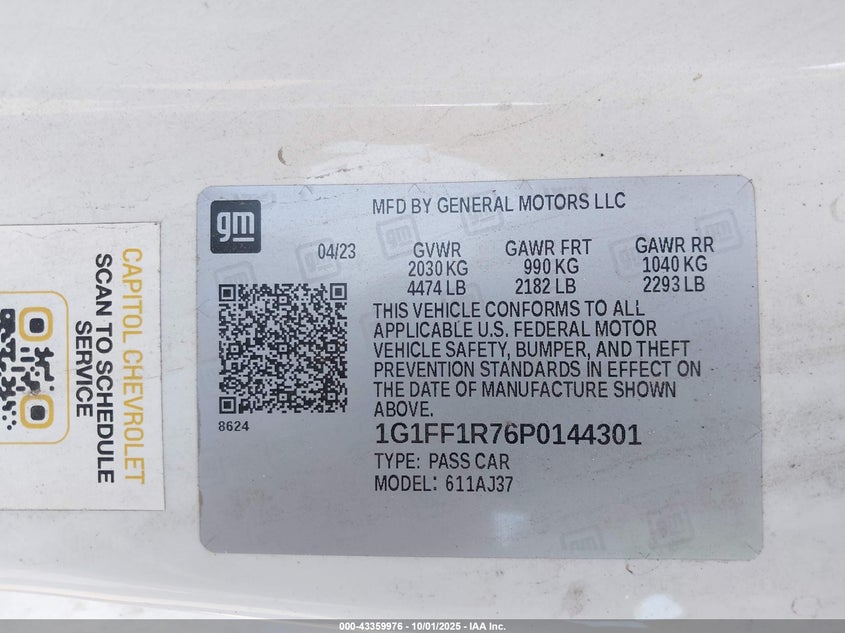 gm
MFD BY GENERAL MOTORS LLC
04/23
GVWR GAWR FRT GAWR RR
2030 KG 990 KG 1040 KG
4474 LB 2182 LB 2293 LB
THIS VEHICLE CONFORMS TO ALL
APPLICABLE U.S. FEDERAL MOTOR
VEHICLE SAFETY, BUMPER, AND THEFT
PREVENTION STANDARDS IN EFFECT ON
THE DATE OF MANUFACTURE SHOWN
ABOVE.
8624
1G1FF1R76P0144301
TYPE: PASS CAR
MODEL: 611AJ37
CAPITOL CHEVROLET
SCAN TO SCHEDULE
SERVICE
000-43359976 - 10/01/2025 - IAA Inc.